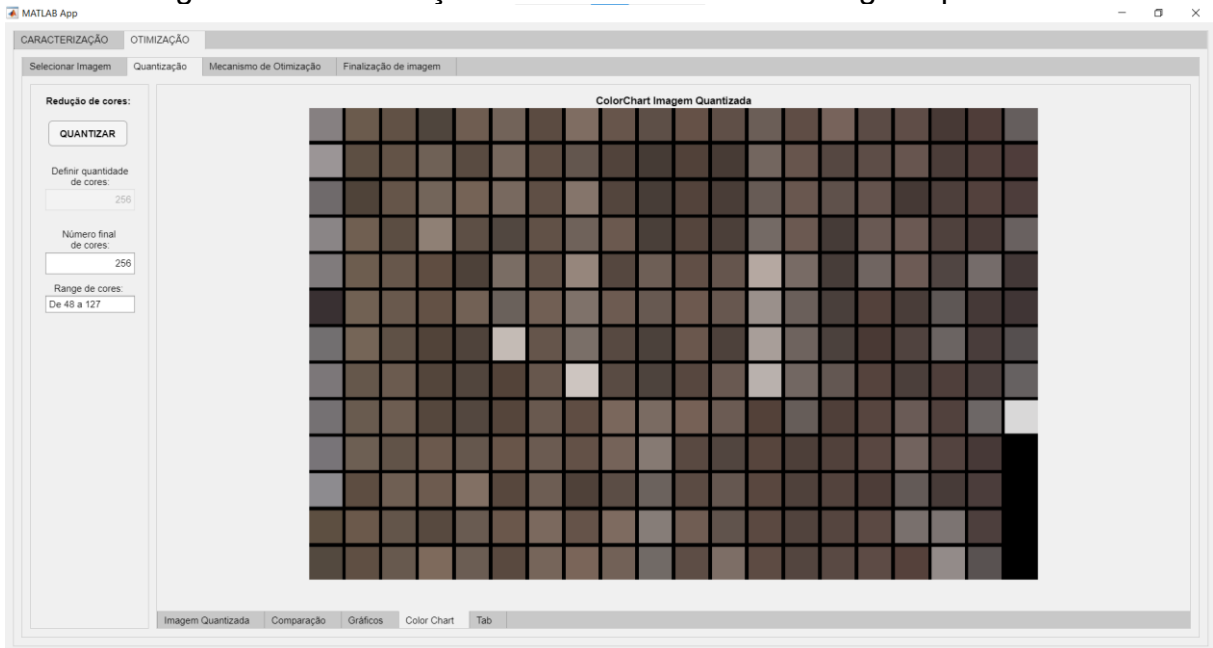 MATLAB App
CARACTERIZAÇÃO OTIMIZAÇÃO
Selecionar Imagem Quantização Mecanismo de Otimização Finalização de imagem
Redução de cores:
QUANTIZAR
Definir quantidade
de cores:
256
Número final
de cores:
256
Range de cores:
De 48 a 127
ColorChart Imagem Quantizada
Imagem Quantizada Comparação Gráficos Color Chart Tab